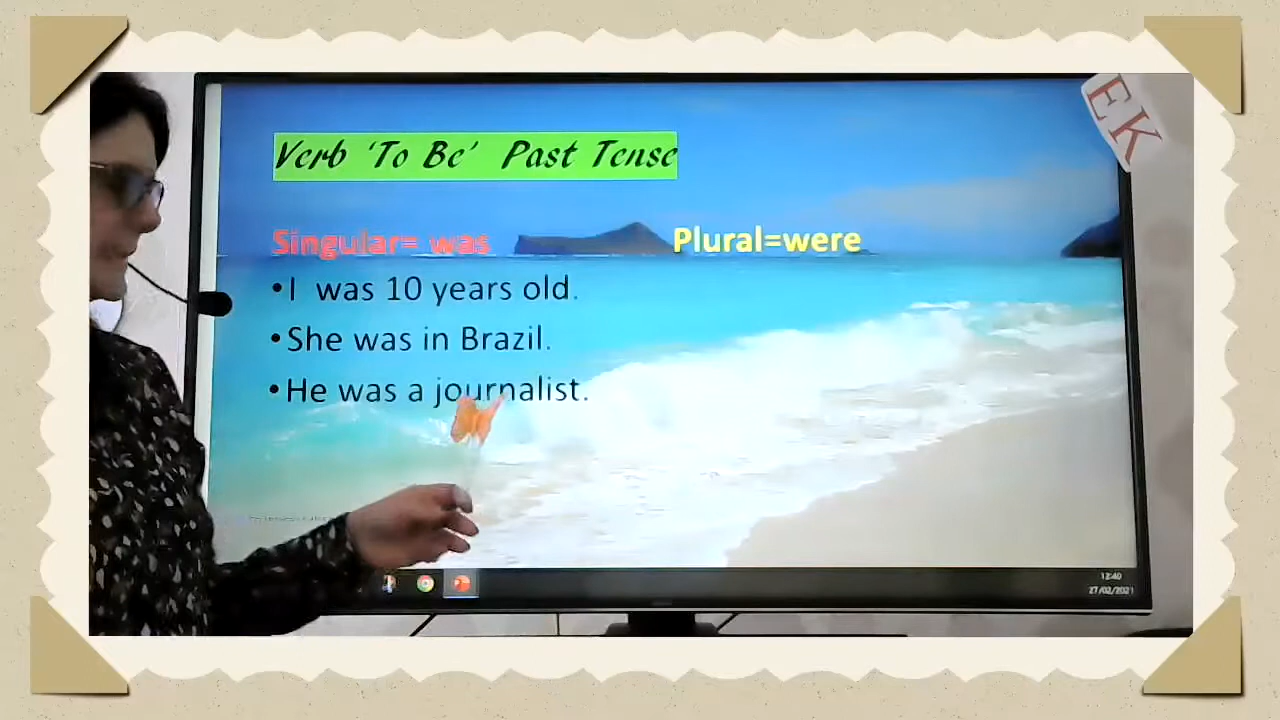 EK
Verb 'To Be' Past Tense
Singular= was
Plural=were
•I was 10 years old.
•She was in Brazil.
•He was a journalist.
13:40
27/02/2021